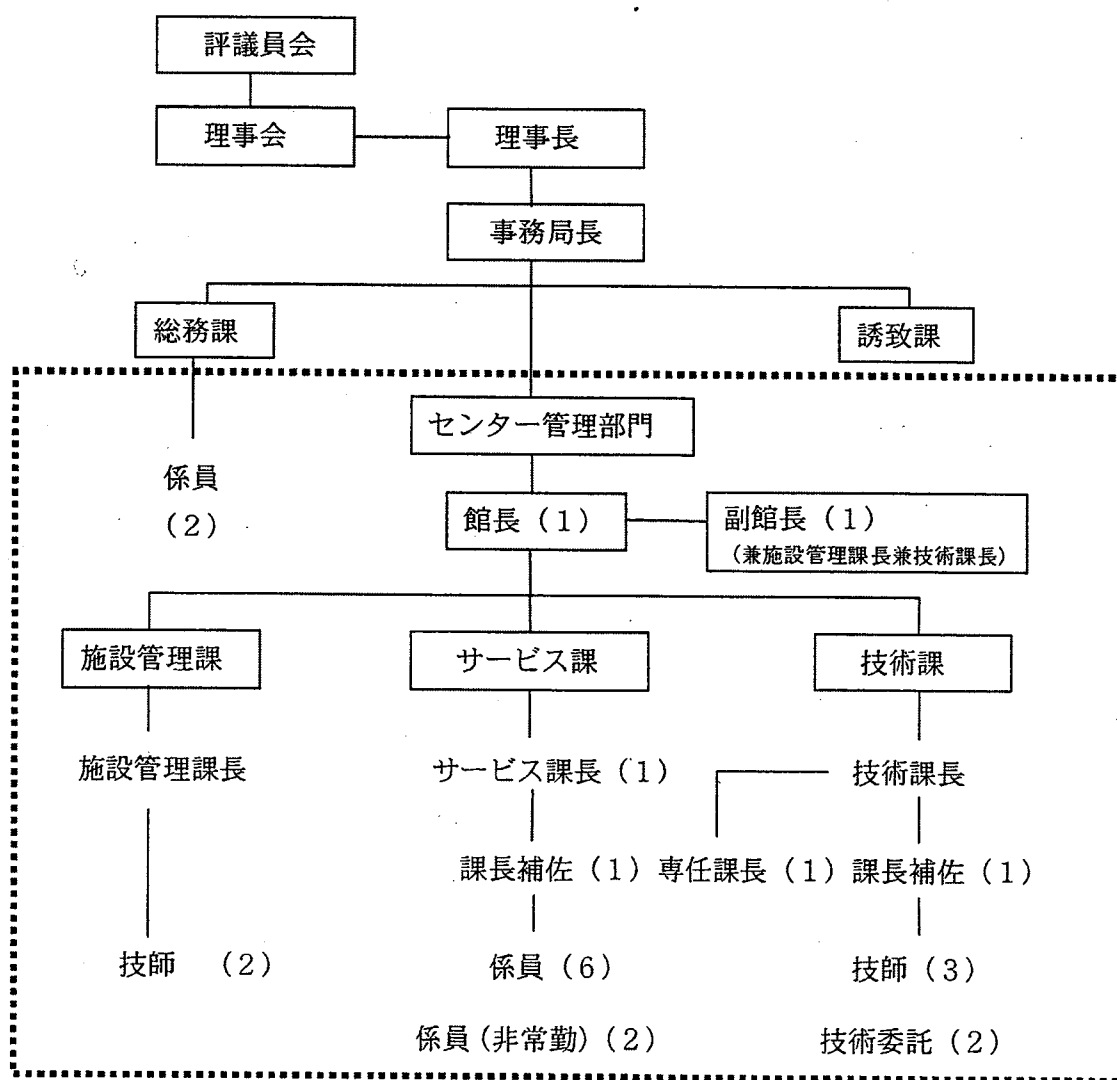 評議員会
理事会
理事長
事務局長
総務課
誘致課
センター管理部門
係員
(2)
館長(1)
副館長(1)
(兼施設管理課長兼技術課長)
施設管理課
サービス課
技術課
施設管理課長
サービス課長(1)
技術課長
課長補佐(1)
専任課長(1)
課長補佐(1)
技師 (2)
係員(6)
技師(3)
係員(非常勤)(2)
技術委託(2)